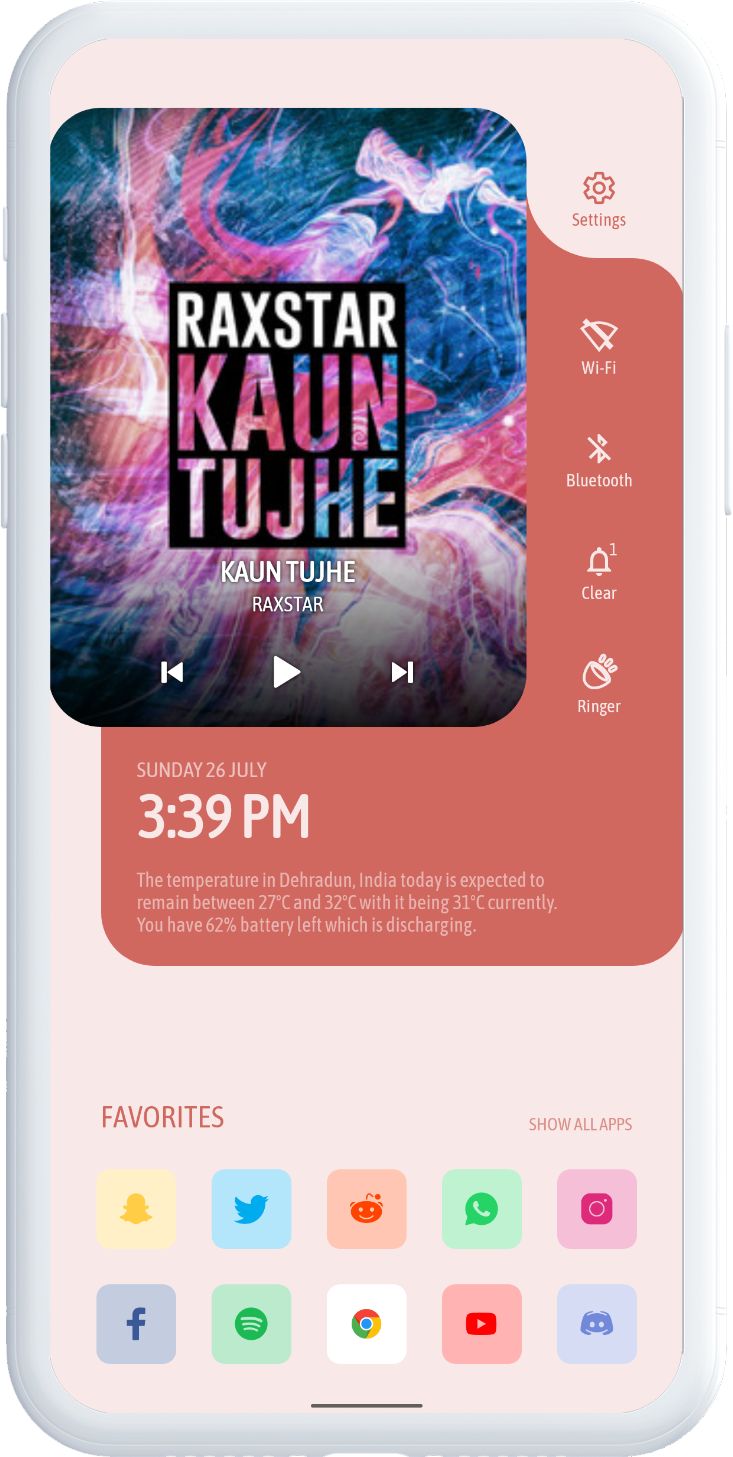 Settings
RAXSTAR
KAUN
TUJHE
KAUN TUJHE
RAXSTAR
Wi-Fi
Bluetooth
1
Clear
Ringer
SUNDAY 26 JULY
3:39 PM
The temperature in Dehradun, India today is expected to
remain between 27°C and 32°C with it being 31°C currently.
You have 62% battery left which is discharging.
FAVORITES
SHOW ALL APPS